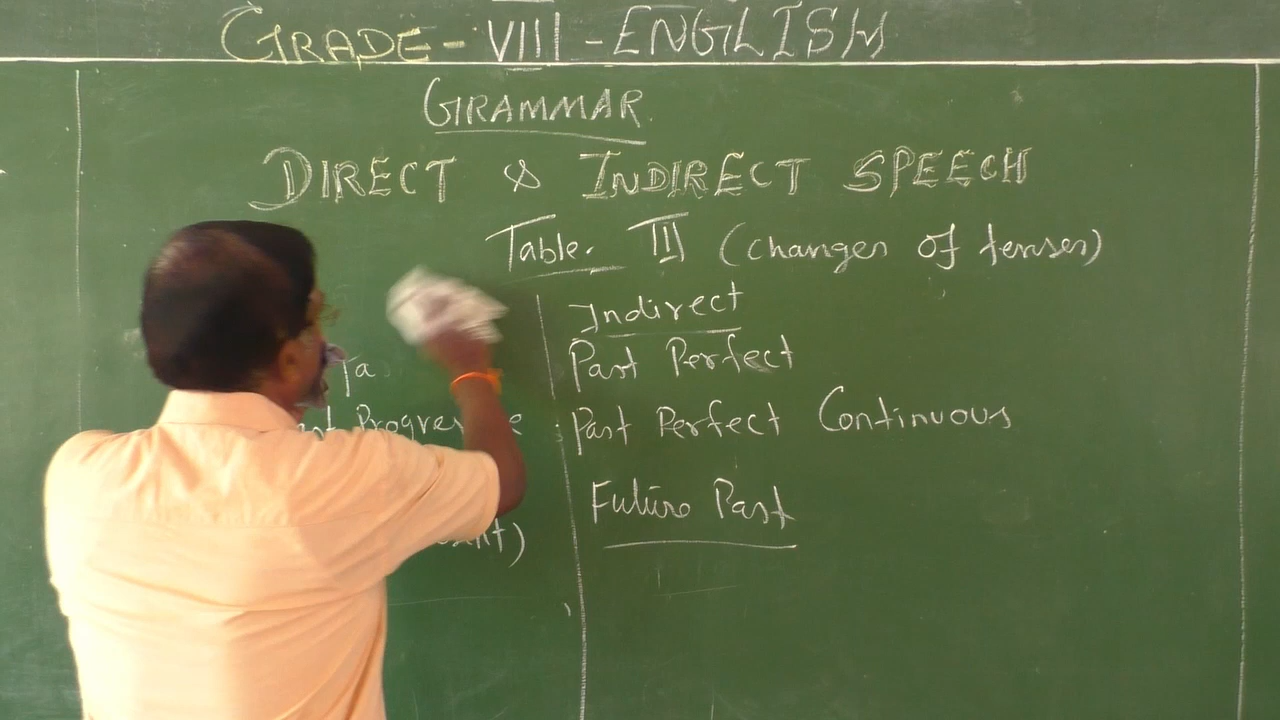 GRADE - VIII - ENGLISH
GRAMMAR
DIRECT & INDIRECT SPEECH
Table. III (changes of tenses)
Indirect
Past Perfect
Past Perfect Continuous
Future Past